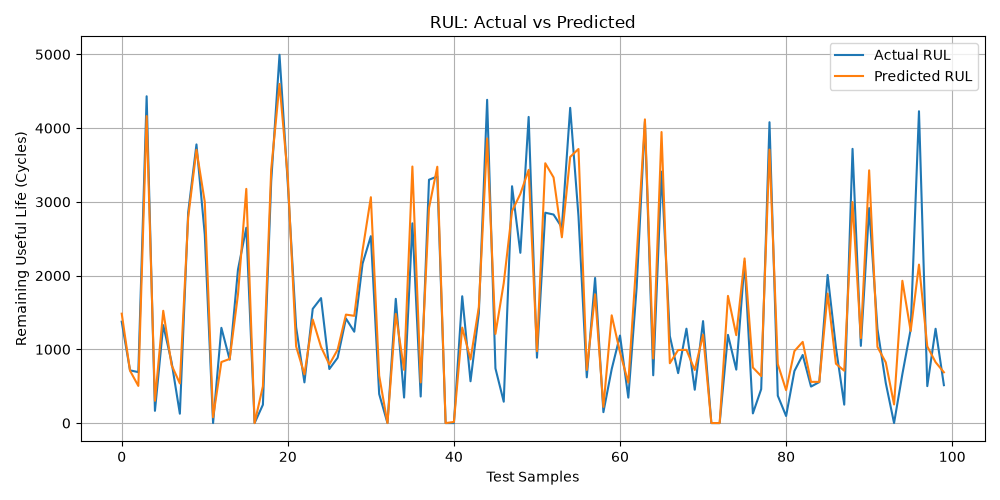 RUL: Actual vs Predicted
Actual RUL
Predicted RUL
Remaining Useful Life (Cycles)
5000
4000
3000
2000
1000
0
0 20 40 60 80 100
Test Samples